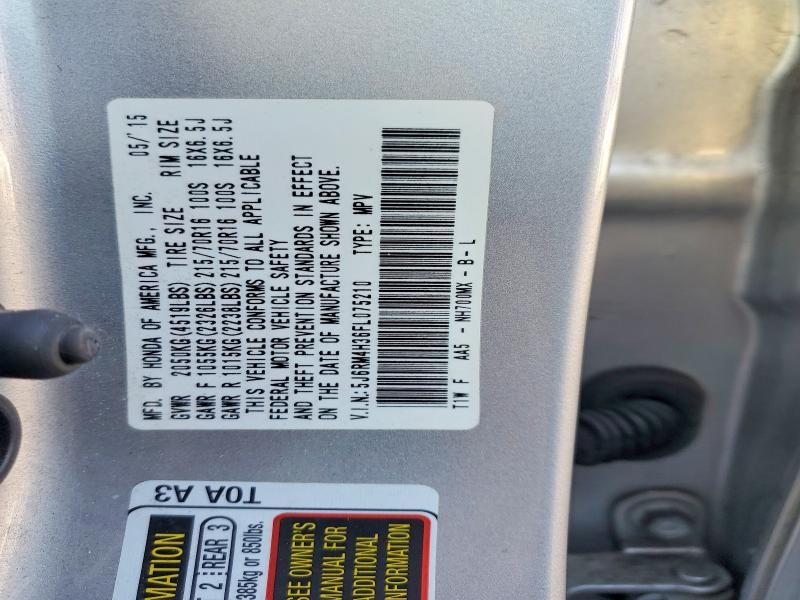 MFD. BY HONDA OF AMERICA MFG., INC. 05/'15
GVWR 2050KG(4519LBS) TIRE SIZE RIM SIZE
GAWR F 1055KG(2326LBS) 215/70R16 100S 16X6.5J
GAWR R 1015KG(2238LBS) 215/70R16 100S 16X6.5J
THIS VEHICLE CONFORMS TO ALL APPLICABLE
FEDERAL MOTOR VEHICLE SAFETY
AND THEFT PREVENTION STANDARDS IN EFFECT
ON THE DATE OF MANUFACTURE SHOWN ABOVE.
V.I.N:5J6RM4H36FL075210 TYPE: MPV
T1W F AA5 - NH700MX - B - L
T0A A3
MATION
T 2 REAR 3
385kg or 850lbs.
SEE OWNER'S
MANUAL FOR
ADDITIONAL
INFORMATION